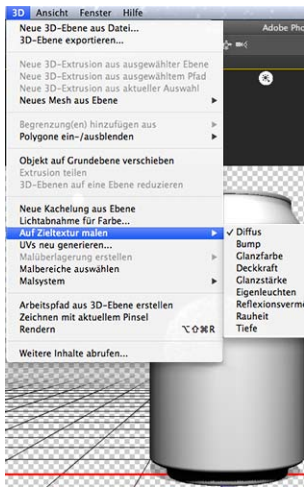 3D Ansicht Fenster Hilfe
Adobe Pho
Neue 3D-Ebene aus Datei...
3D-Ebene exportieren...
Neue 3D-Extrusion aus ausgewählter Ebene
Neue 3D-Extrusion aus ausgewähltem Pfad
Neue 3D-Extrusion aus aktueller Auswahl
Neues Mesh aus Ebene
Begrenzung(en) hinzufügen aus
Polygone ein-/ausblenden
Objekt auf Grundebene verschieben
Extrusion teilen
3D-Ebenen auf eine Ebene reduzieren
Neue Kachelung aus Ebene
Lichtabnahme für Farbe...
Auf Zieltextur malen
UVs neu generieren...
Malüberlagerung erstellen
Malbereiche auswählen
Malsystem
Arbeitspfad aus 3D-Ebene erstellen
Zeichnen mit aktuellem Pinsel
Rendern ⌥⇧⌘R
Weitere Inhalte abrufen...
✓ Diffus
Bump
Glanzfarbe
Deckkraft
Glanzstärke
Eigenleuchten
Reflexionsverm
Rauheit
Tiefe